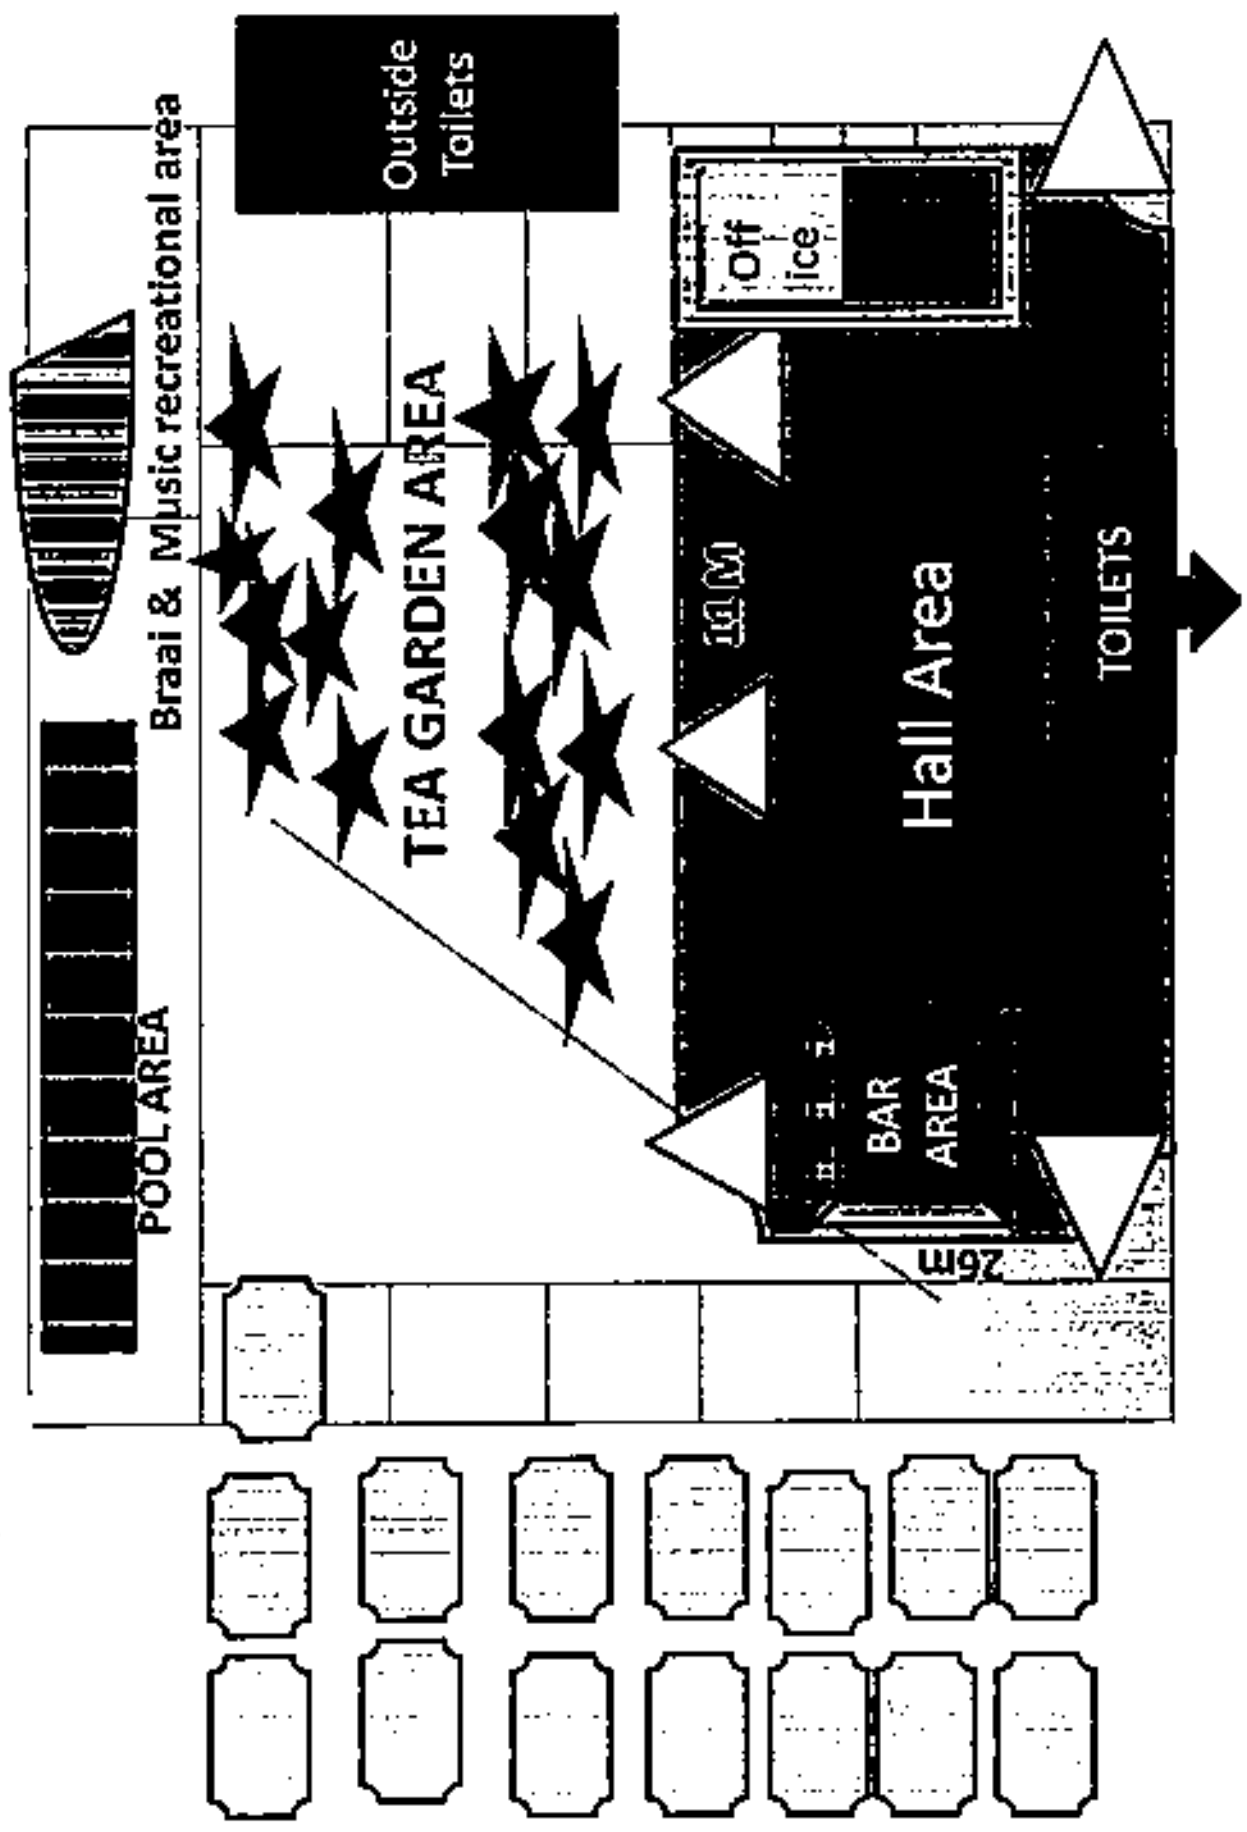 Outside
Toilets
Braai & Music recreational area
POOL AREA
TEA GARDEN AREA
Off
ice
11 M
Hall Area
TOILETS
BAR
AREA
26m